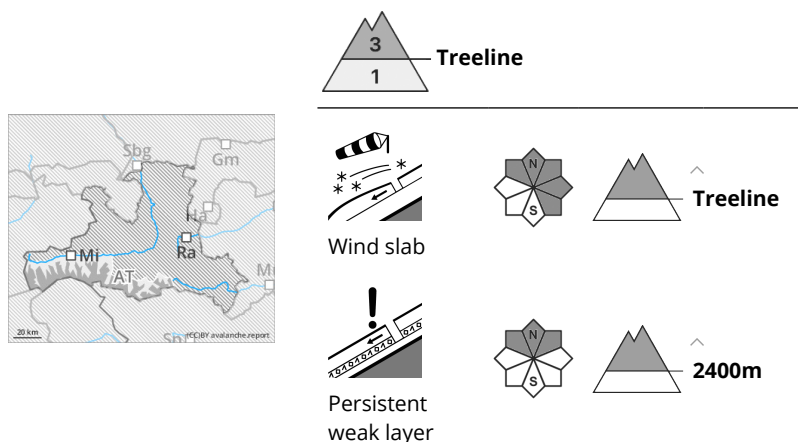 3
Treeline
1
Sbg
Gm
Ha
Mi
Ra
AT
20 km
(CC)BY avalanche.report
N
S
Treeline
Wind slab
N
S
2400m
Persistent
weak layer